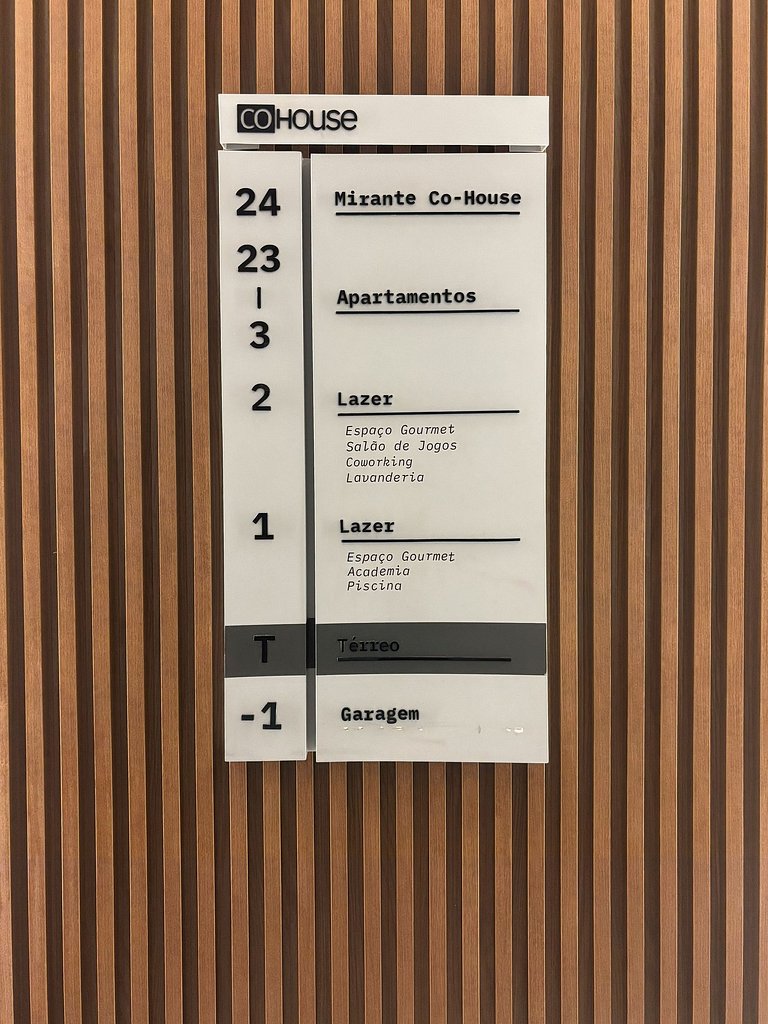 COHOUSE
24 Mirante Co-House
23
| Apartamentos
3
2 Lazer
Espaço Gourmet
Salão de Jogos
Coworking
Lavanderia
1 Lazer
Espaço Gourmet
Academia
Piscina
T Térreo
-1 Garagem